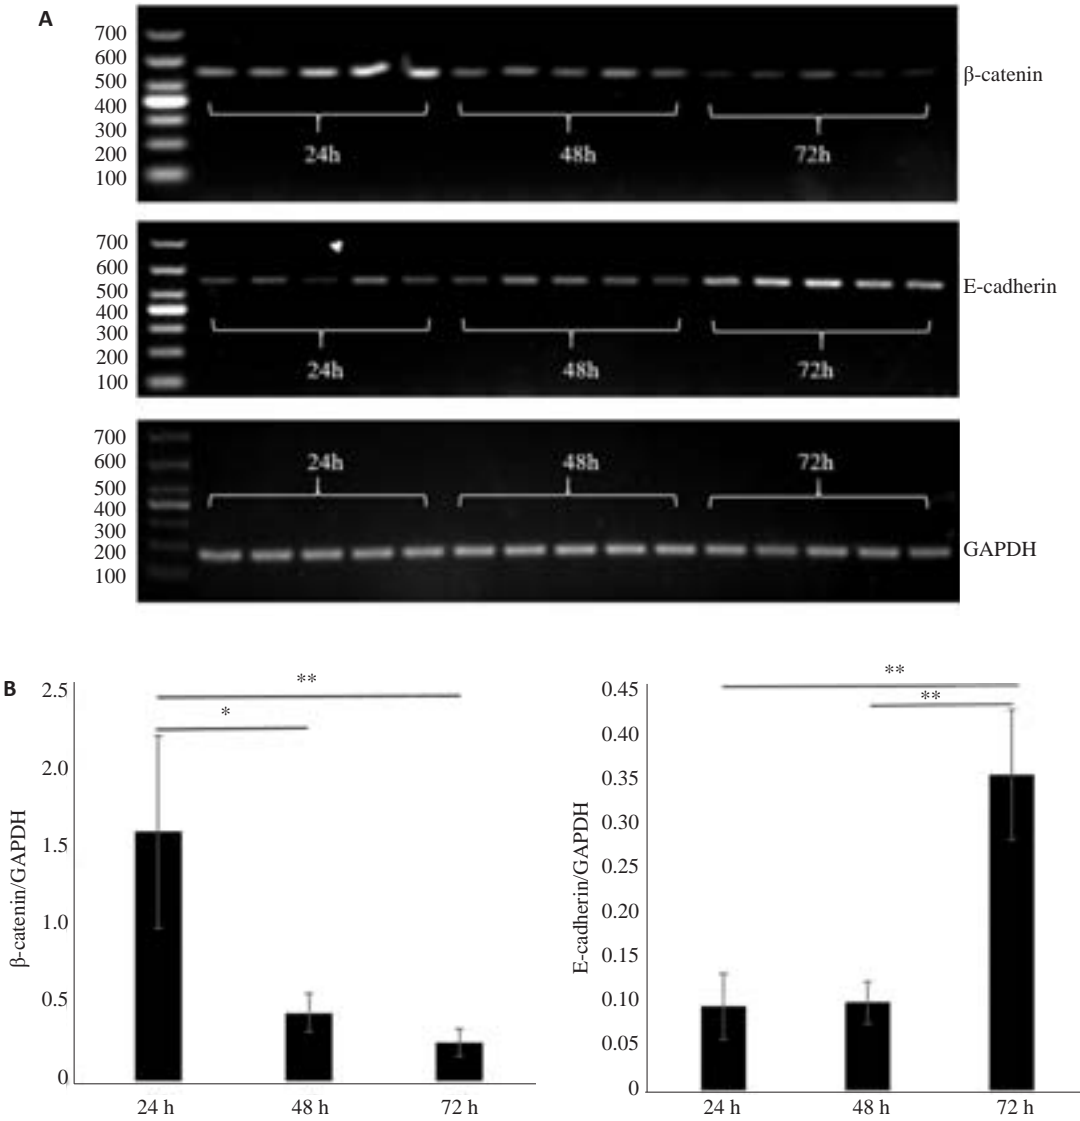 A
700
600
500
400
300
200
100
β-catenin
24h
48h
72h
700
600
500
400
300
200
100
E-cadherin
24h
48h
72h
700
600
500
400
300
200
100
24h
48h
72h
GAPDH
B
β-catenin/GAPDH
2.5
2.0
1.5
1.0
0.5
0
**
*
24 h
48 h
72 h
E-cadherin/GAPDH
0.45
0.40
0.35
0.30
0.25
0.20
0.15
0.10
0.05
0
**
**
24 h
48 h
72 h